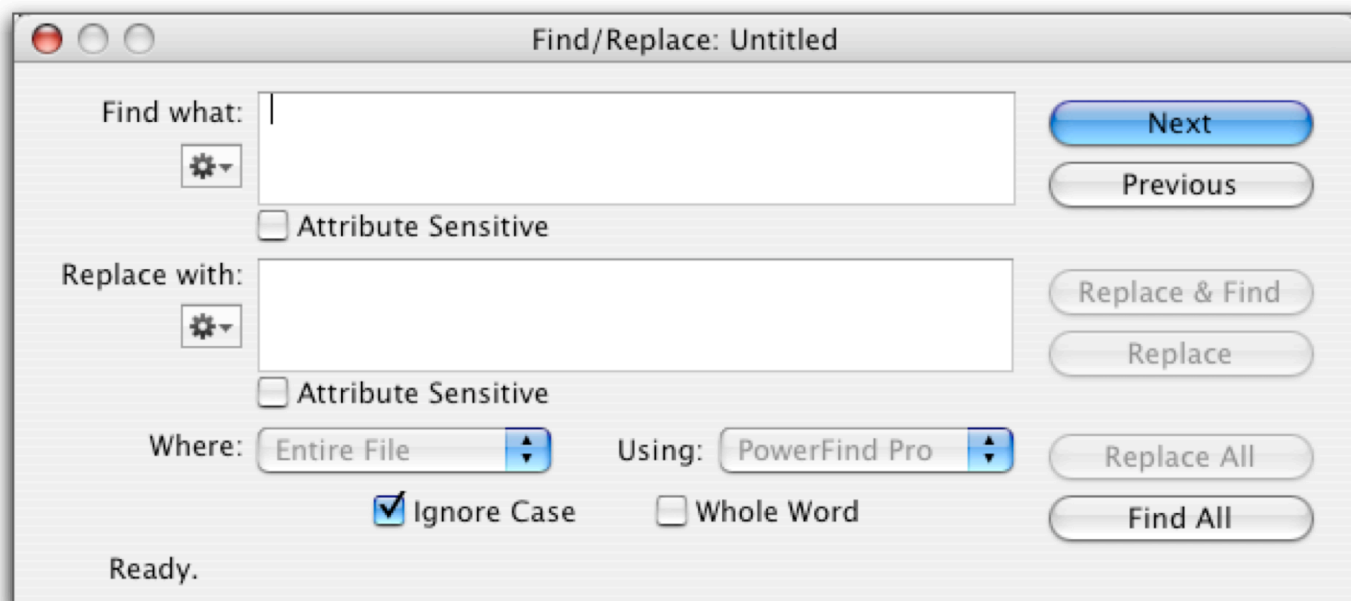 Find/Replace: Untitled
Find what:
Next
Previous
Attribute Sensitive
Replace with:
Replace & Find
Replace
Attribute Sensitive
Where: Entire File Using: PowerFind Pro Replace All
Ignore Case Whole Word Find All
Ready.